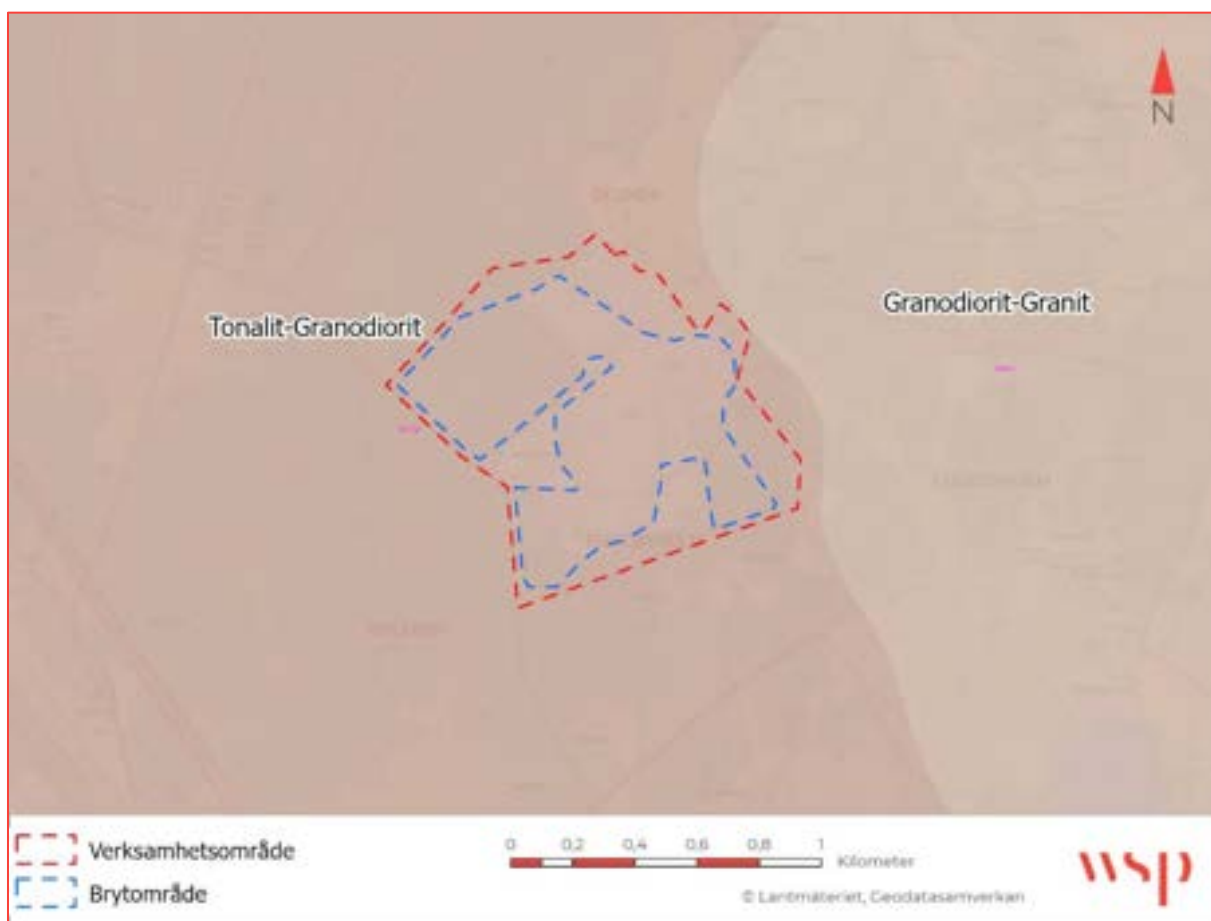 N
Tonalit-Granodiorit
Granodiorit-Granit
Verksamhetsområde
Brytområde
0 0,2 0,4 0,6 0,8 1
Kilometer
© Lantmäteriet, Geodatasamverkan
wsp